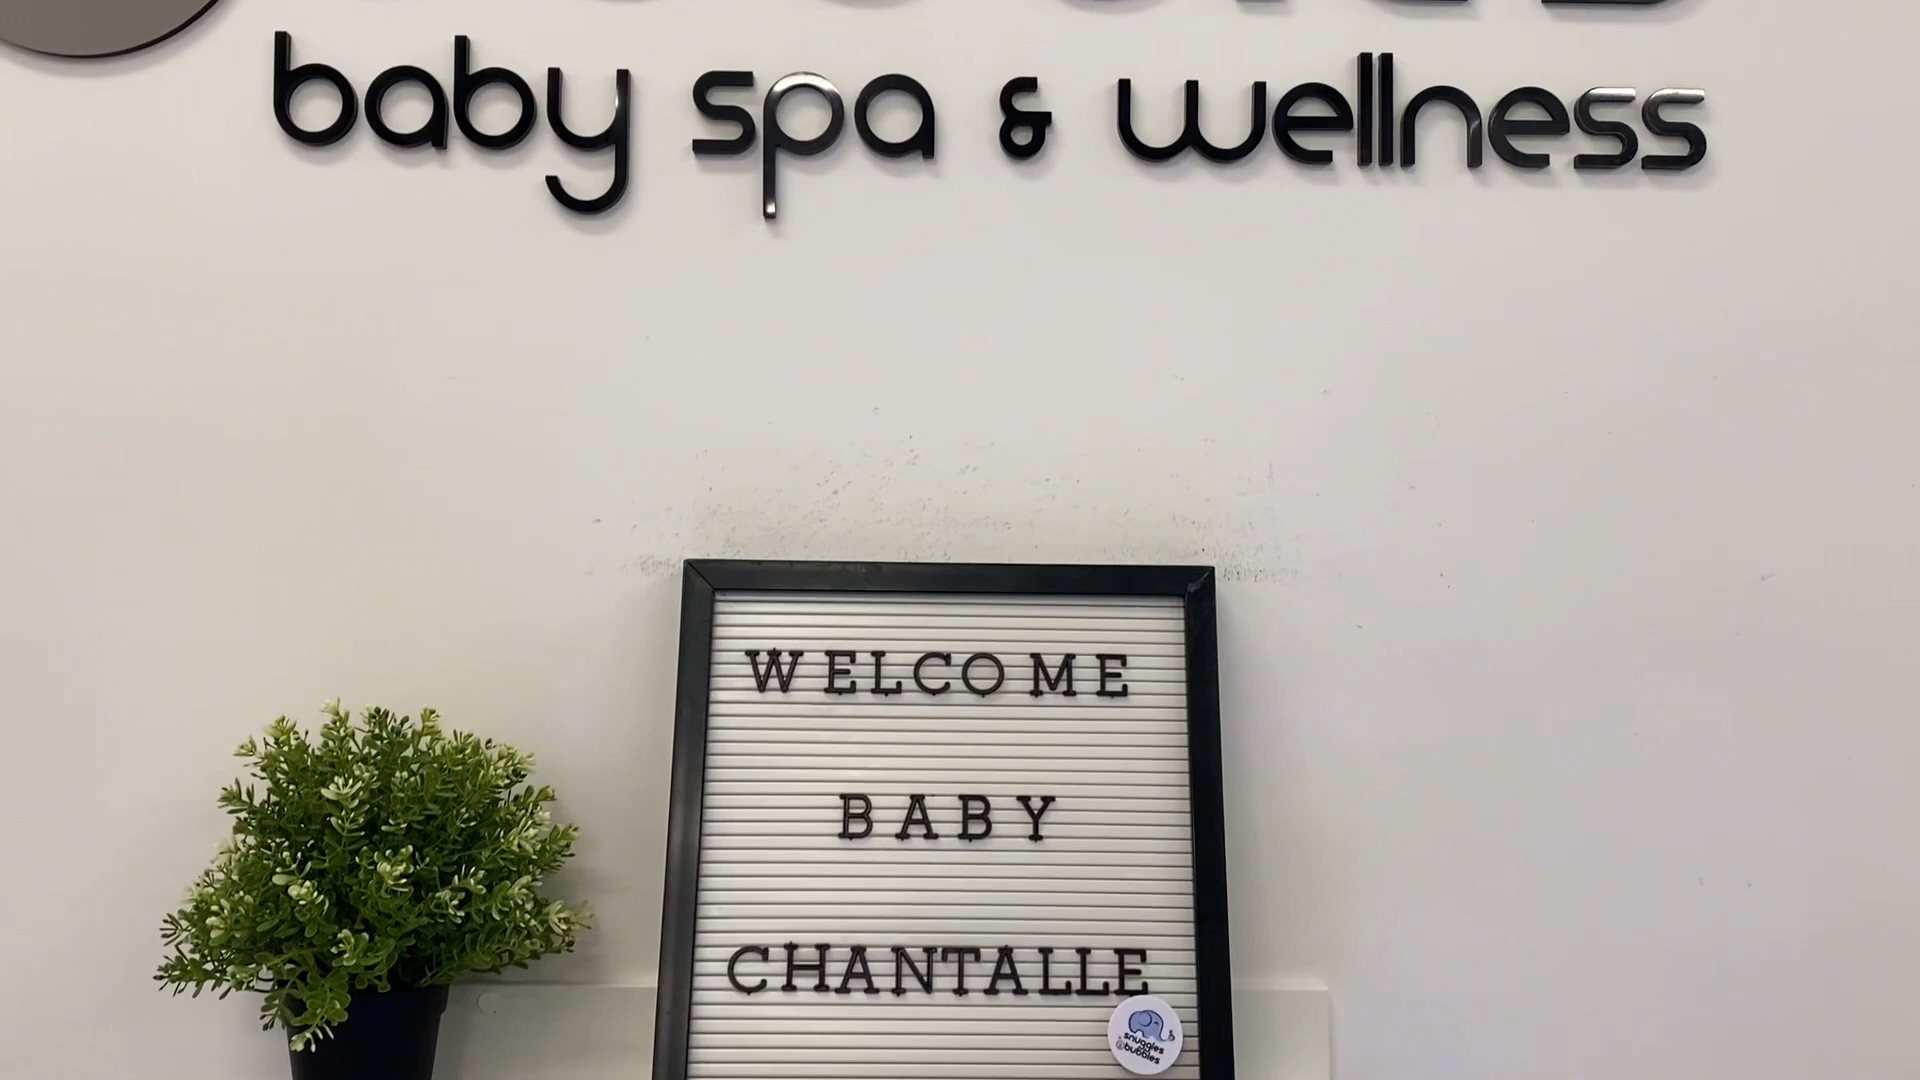 baby spa & wellness
WELCOME
BABY
CHANTALLE
snuggles
bubbles